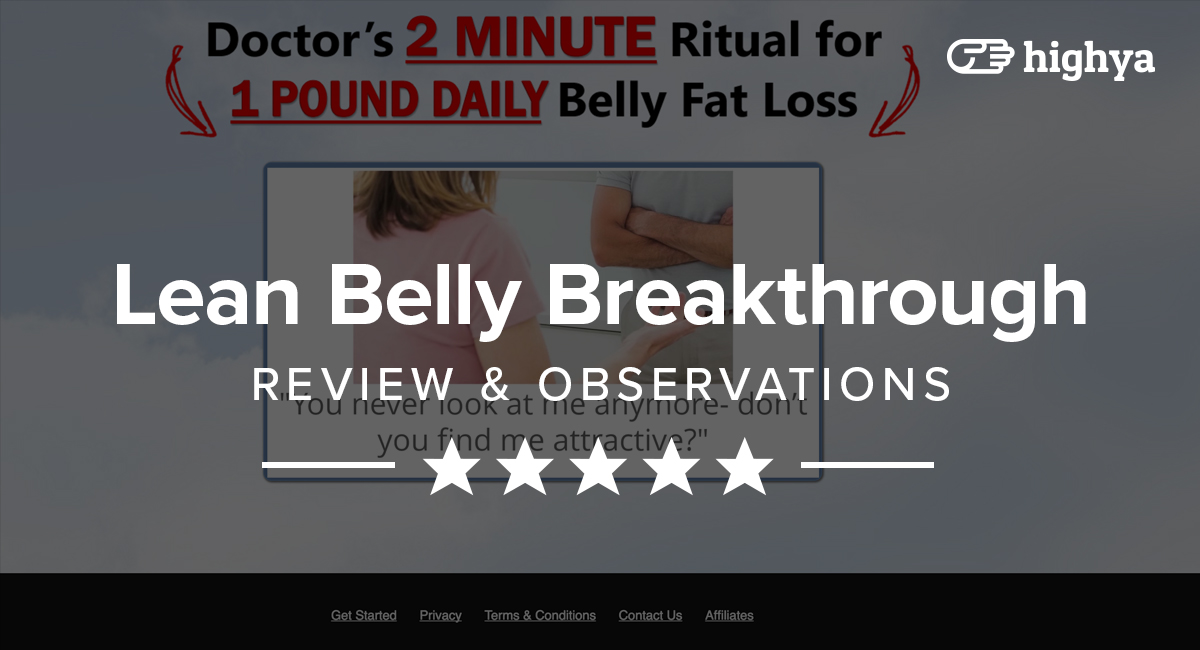 Doctor's 2 MINUTE Ritual for
1 POUND DAILY Belly Fat Loss
highya
Lean Belly Breakthrough
REVIEW & OBSERVATIONS
"You never look at me anymore- don't
you find me attractive?"
Get Started Privacy Terms & Conditions Contact Us Affiliates